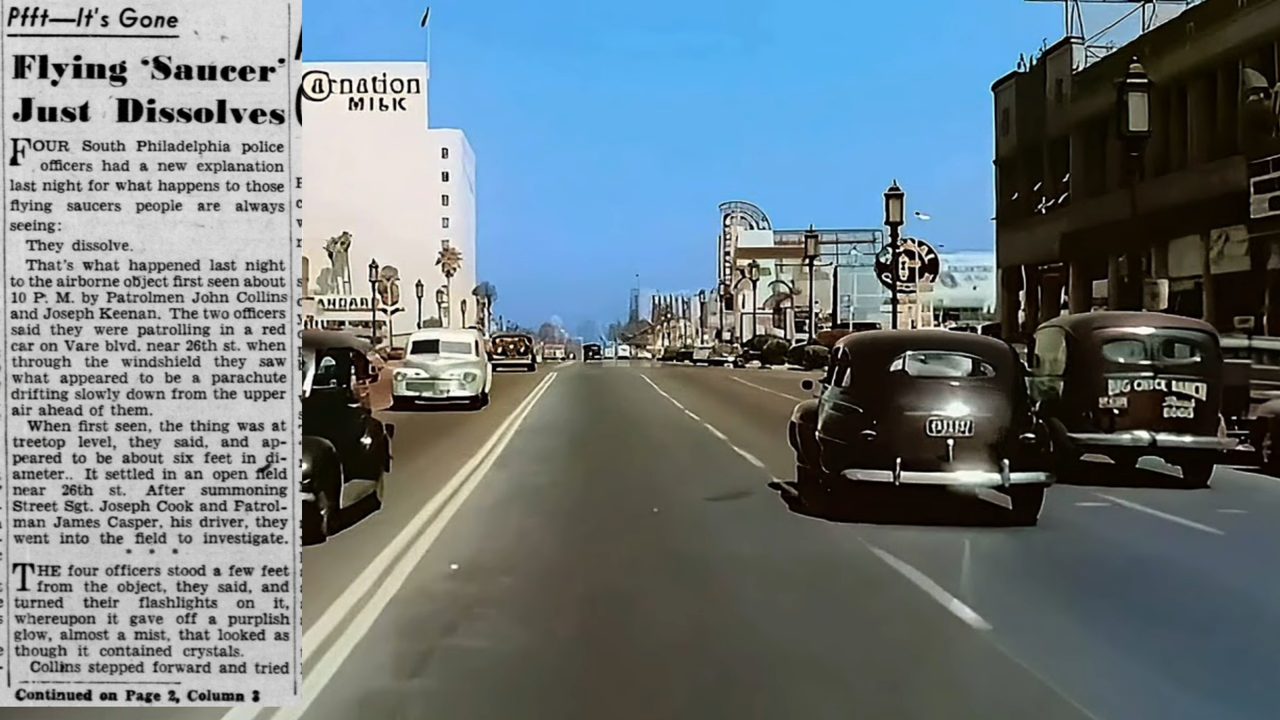 Pfft—It's Gone
Flying ‘Saucer’
Just Dissolves
FOUR South Philadelphia police
officers had a new explanation
last night for what happens to those
flying saucers people are always
seeing:
They dissolve.
That's what happened last night
to the airborne object first seen about
10 P. M. by Patrolmen John Collins
and Joseph Keenan. The two officers
said they were patrolling in a red
car on Vare blvd. near 26th st. when
through the windshield they saw
what appeared to be a parachute
drifting slowly down from the upper
air ahead of them.
When first seen, the thing was at
treetop level, they said, and ap-
peared to be about six feet in di-
ameter.. It settled in an open field
near 26th st. After summoning
Street Sgt. Joseph Cook and Patrol-
man James Casper, his driver, they
went into the field to investigate.
* * *
THE four officers stood a few feet
from the object, they said, and
turned their flashlights on it,
whereupon it gave off a purplish
glow, almost a mist, that looked as
though it contained crystals.
Collins stepped forward and tried
Continued on Page 2, Column 3
Carnation
MILK
ANDAR